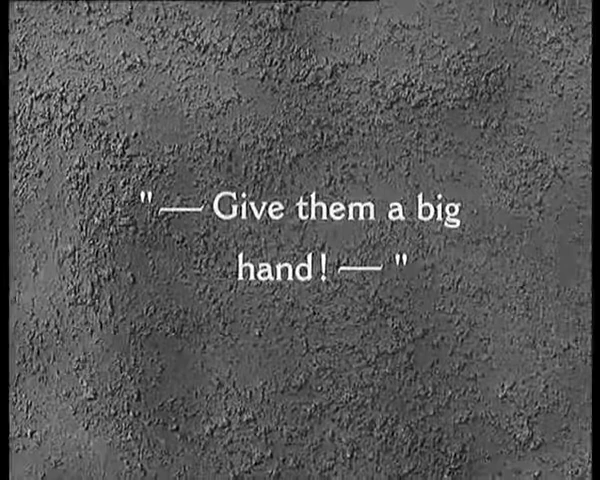 "— Give them a big
hand! — "